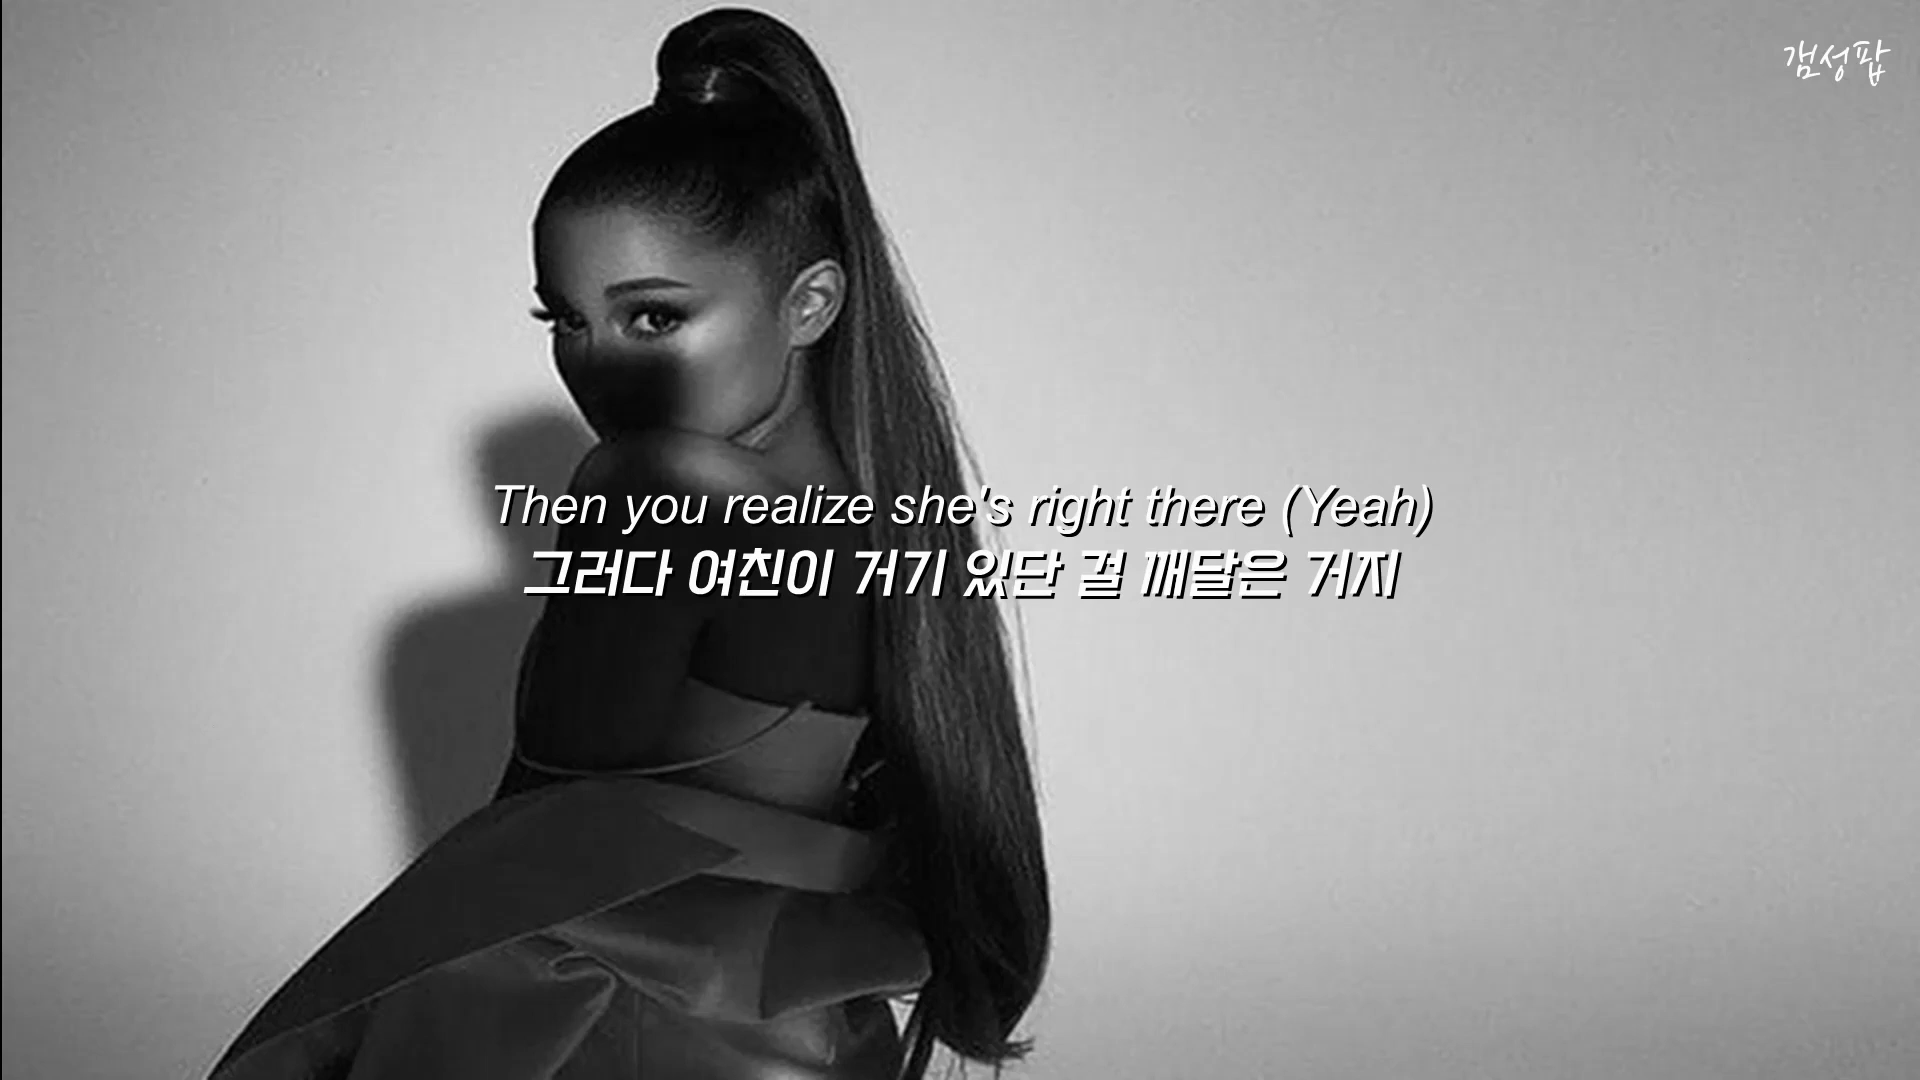 갬성팝
Then you realize she's right there (Yeah)
그러다 여친이 거기 있단 걸 깨달은 거지